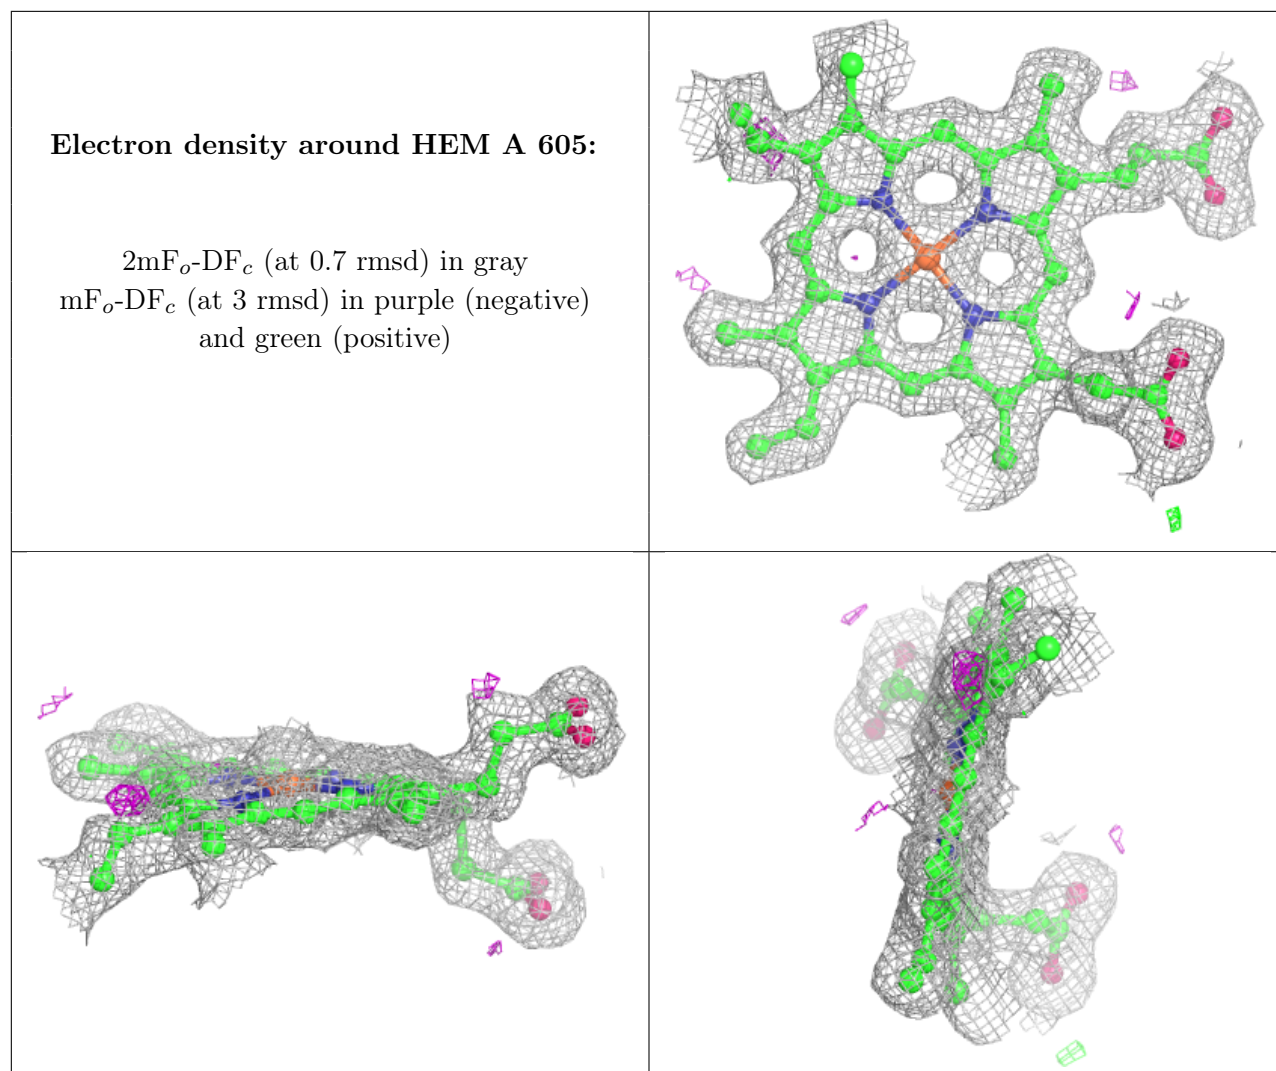 Electron density around HEM A 605:
2mFₒ-DF𝒸 (at 0.7 rmsd) in gray
mFₒ-DF𝒸 (at 3 rmsd) in purple (negative)
and green (positive)